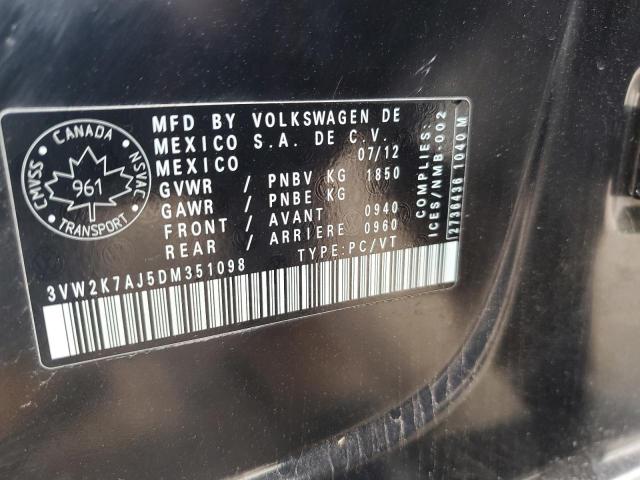 CANADA
CMVSS
961
NSVAC
TRANSPORT
MFD BY VOLKSWAGEN DE
MEXICO S.A. DE C.V.
MEXICO 07/12
GVWR / PNBV KG 1850
GAWR / PNBE KG
FRONT / AVANT 0940
REAR / ARRIERE 0960
TYPE:PC/VT
3VW2K7AJ5DM351098
COMPLIES:
ICES/NMB-002
2736436 1040 M